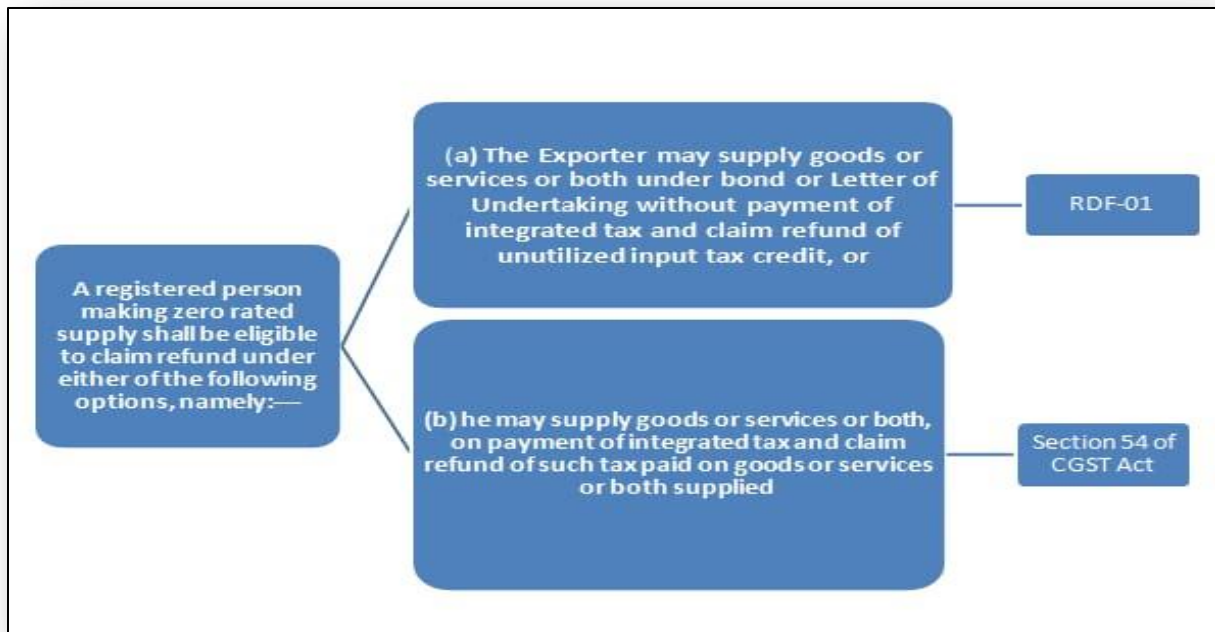 A registered person
making zero rated
supply shall be eligible
to claim refund under
either of the following
options, namely:—
(a) The Exporter may supply goods or
services or both under bond or Letter of
Undertaking without payment of
integrated tax and claim refund of
unutilized input tax credit, or
RDF-01
(b) he may supply goods or services or both,
on payment of integrated tax and claim
refund of such tax paid on goods or services
or both supplied
Section 54 of
CGST Act